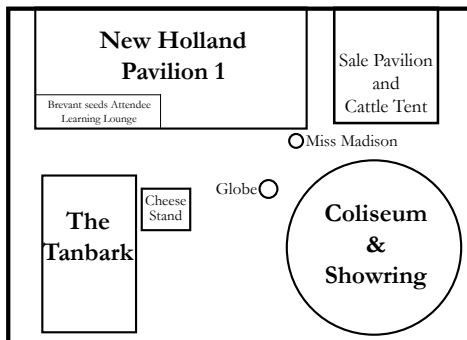 New Holland
Pavilion 1
Brevant seeds Attendee
Learning Lounge
Sale Pavilion
and
Cattle Tent
Miss Madison
Globe
Cheese
Stand
The
Tanbark
Coliseum
&
Showring